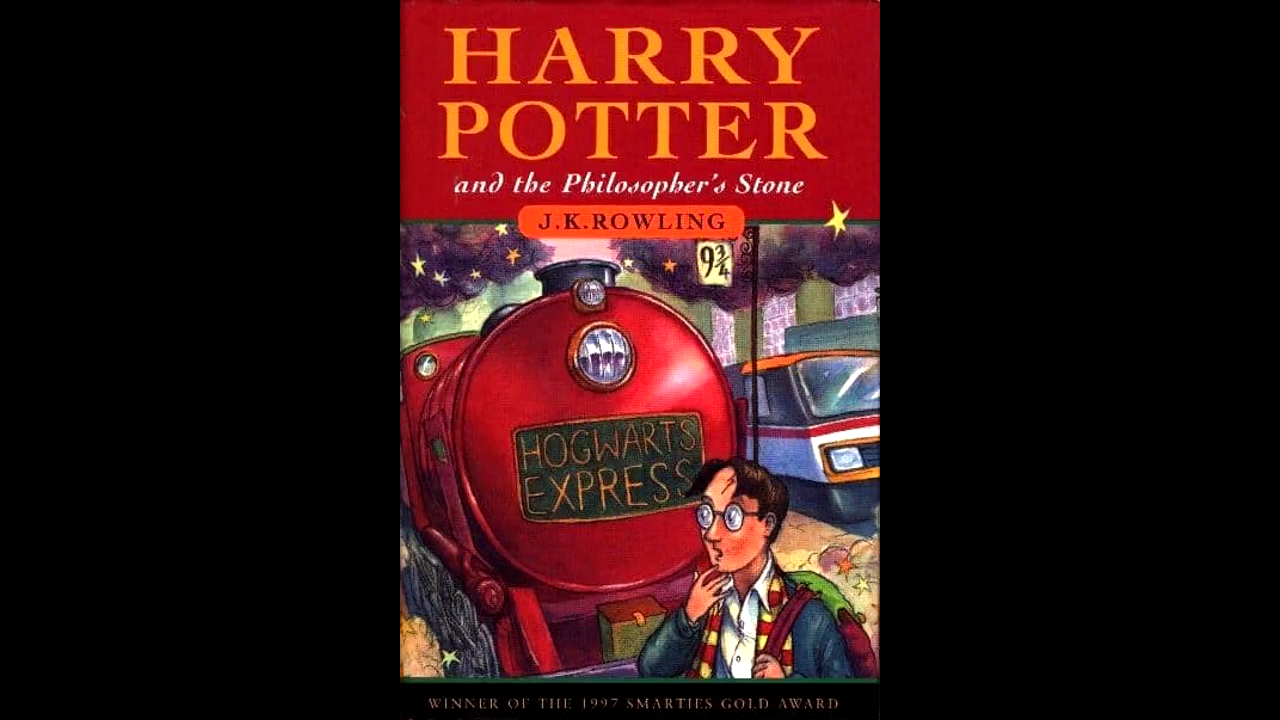 HARRY
POTTER
and the Philosopher's Stone
J.K.ROWLING
9¾
HOGWARTS
EXPRESS
WINNER OF THE 1997 SMARTIES GOLD AWARD